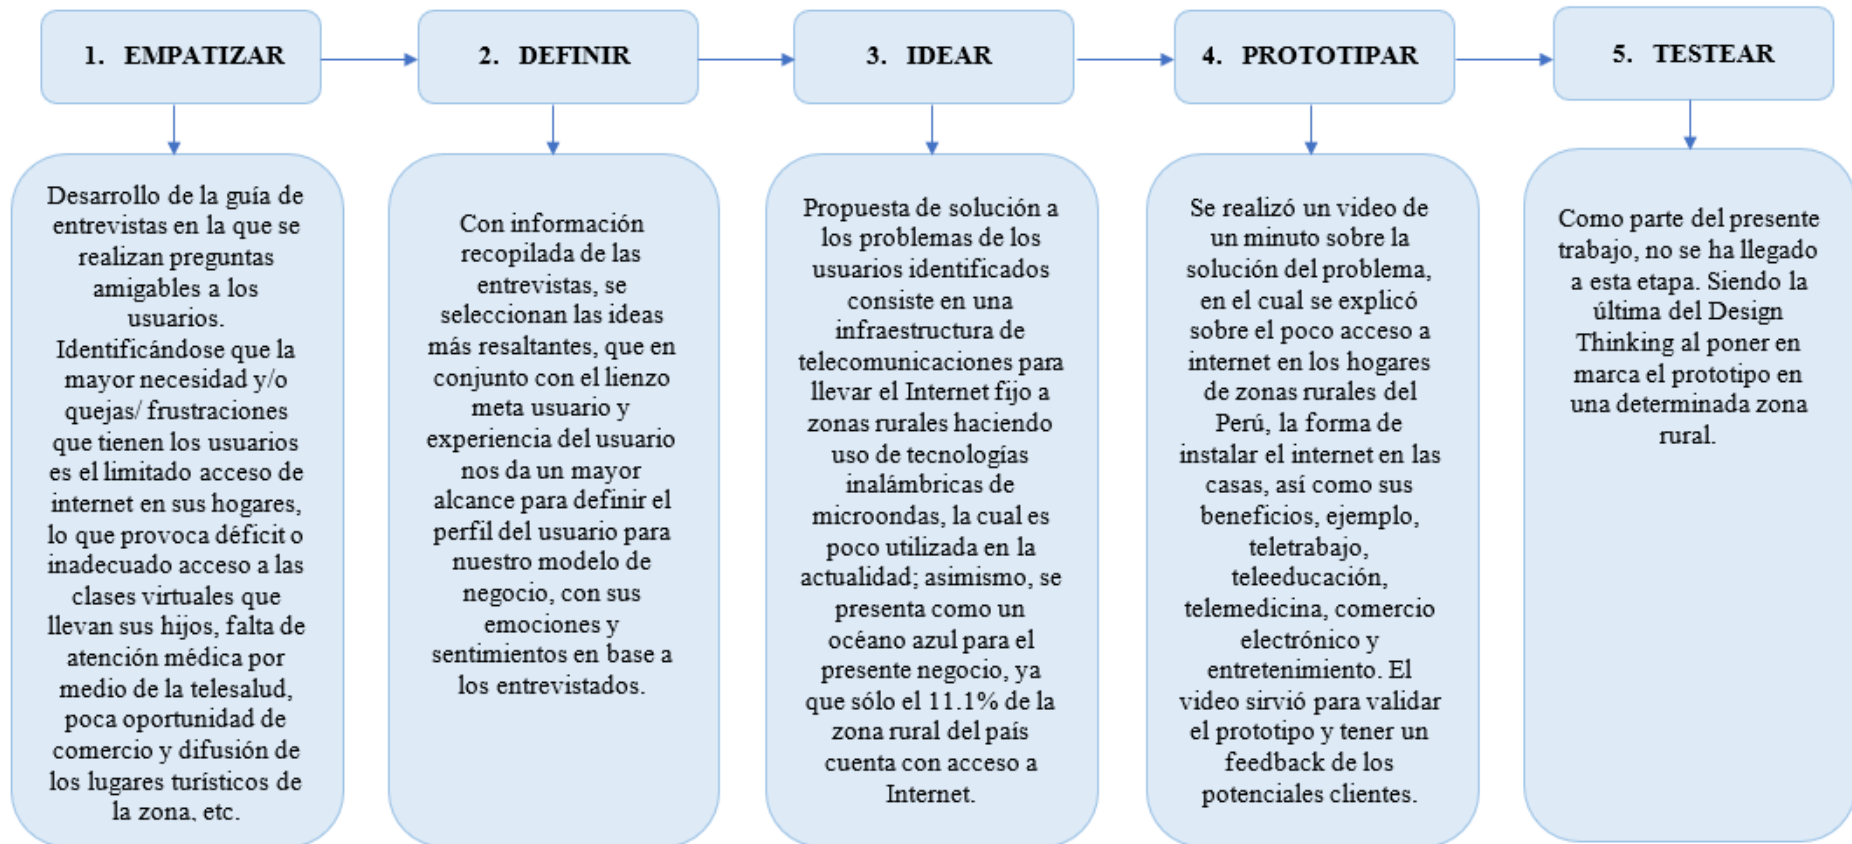 1. EMPATIZAR
2. DEFINIR
3. IDEAR
4. PROTOTIPAR
5. TESTEAR
Desarrollo de la guía de
entrevistas en la que se
realizan preguntas
amigables a los
usuarios.
Identificándose que la
mayor necesidad y/o
quejas/ frustraciones
que tienen los usuarios
es el limitado acceso de
internet en sus hogares,
lo que provoca déficit o
inadecuado acceso a las
clases virtuales que
llevan sus hijos, falta de
atención médica por
medio de la telesalud,
poca oportunidad de
comercio y difusión de
los lugares turísticos de
la zona, etc.
Con información
recopilada de las
entrevistas, se
seleccionan las ideas
más resaltantes, que en
conjunto con el lienzo
meta usuario y
experiencia del usuario
nos da un mayor
alcance para definir el
perfil del usuario para
nuestro modelo de
negocio, con sus
emociones y
sentimientos en base a
los entrevistados.
Propuesta de solución a
los problemas de los
usuarios identificados
consiste en una
infraestructura de
telecomunicaciones para
llevar el Internet fijo a
zonas rurales haciendo
uso de tecnologías
inalámbricas de
microondas, la cual es
poco utilizada en la
actualidad; asimismo, se
presenta como un
océano azul para el
presente negocio, ya
que sólo el 11.1% de la
zona rural del país
cuenta con acceso a
Internet.
Se realizó un video de
un minuto sobre la
solución del problema,
en el cual se explicó
sobre el poco acceso a
internet en los hogares
de zonas rurales del
Perú, la forma de
instalar el internet en las
casas, así como sus
beneficios, ejemplo,
teletrabajo,
teleeducación,
telemedicina, comercio
electrónico y
entretenimiento. El
video sirvió para validar
el prototipo y tener un
feedback de los
potenciales clientes.
Como parte del presente
trabajo, no se ha llegado
a esta etapa. Siendo la
última del Design
Thinking al poner en
marca el prototipo en
una determinada zona
rural.